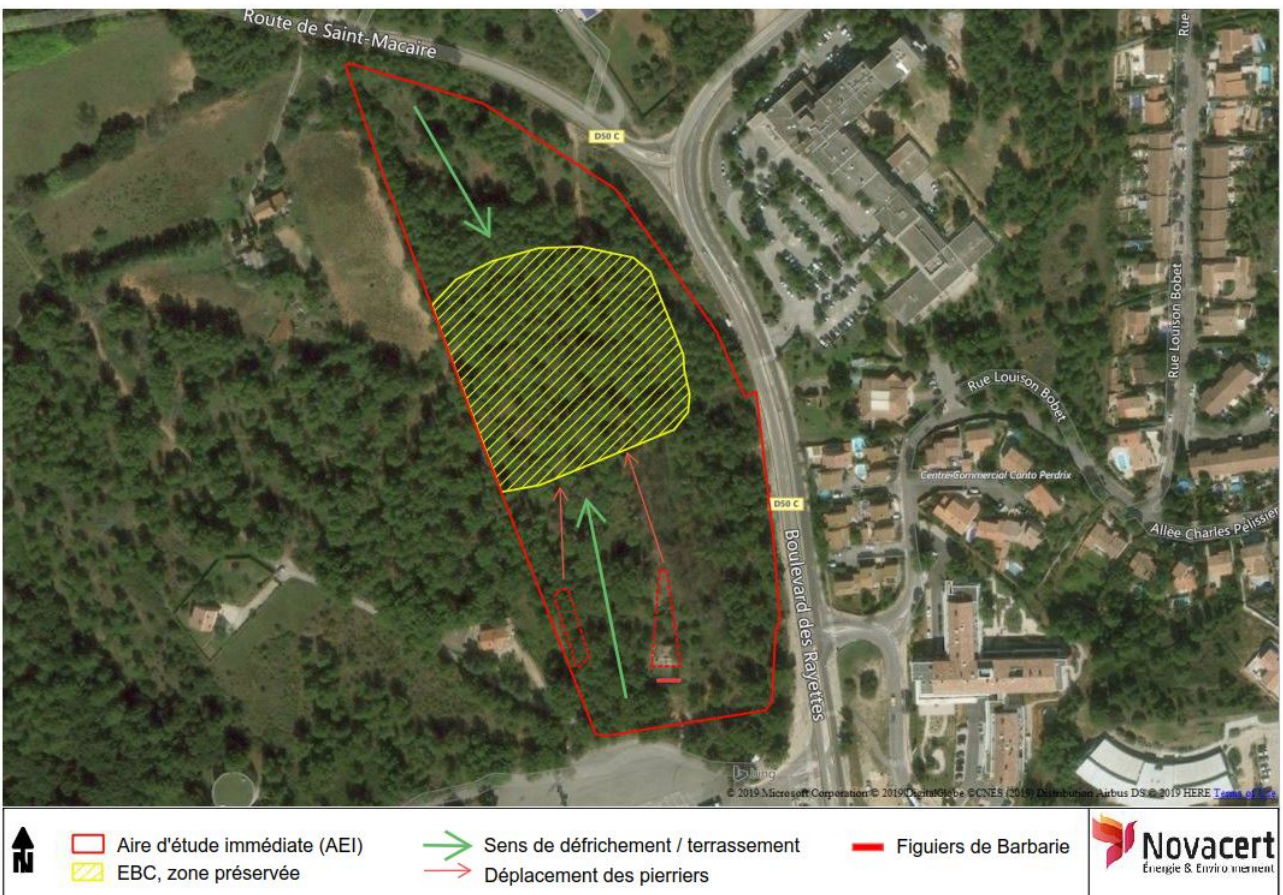 Route de Saint-Macaire
Rue
D50 C
Rue Louison Bobet
Rue Louison Bobet
Centre Commercial Canto Perdrix
D50 C
Allée Charles Pélissier
Boulevard des Rayettes
bing
© 2019 Microsoft Corporation © 2019 DigitalGlobe ©CNES (2019) Distribution Airbus DS © 2019 HERE Terms of Use
N
Aire d'étude immédiate (AEI)
Sens de défrichement / terrassement
Figuiers de Barbarie
EBC, zone préservée
Déplacement des pierriers
Novacert
Énergie & Environnement